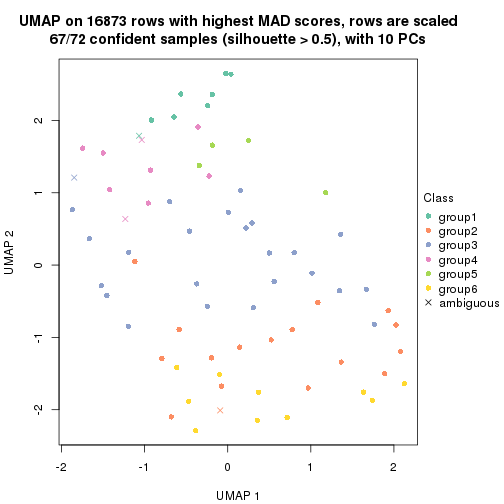 UMAP on 16873 rows with highest MAD scores, rows are scaled
67/72 confident samples (silhouette > 0.5), with 10 PCs
UMAP 2
2
1
0
-1
-2
-2
-1
0
1
2
UMAP 1
Class
group1
group2
group3
group4
group5
group6
ambiguous